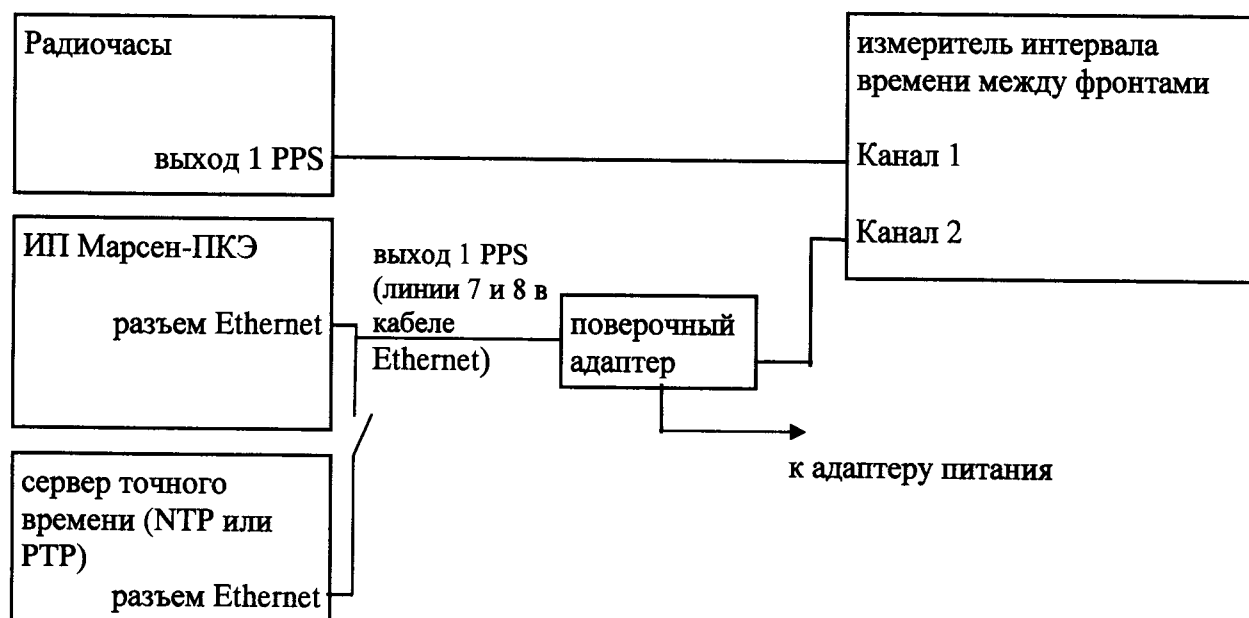 Радиочасы
выход 1 PPS
измеритель интервала
времени между фронтами
Канал 1
Канал 2
ИП Марсен-ПКЭ
разъем Ethernet
выход 1 PPS
(линии 7 и 8 в
кабеле
Ethernet)
поверочный
адаптер
к адаптеру питания
сервер точного
времени (NTP или
PTP)
разъем Ethernet